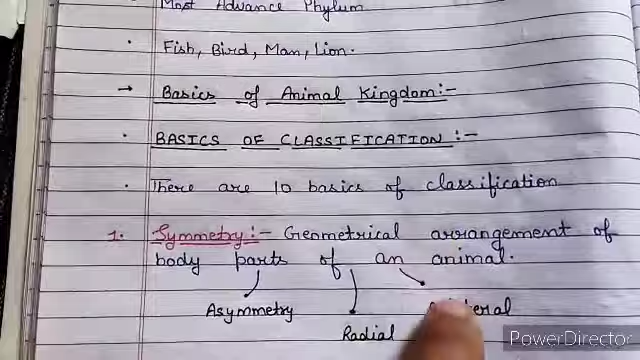 Most Advance Phylum
• Fish, Bird, Man, Lion.
→ Basics of Animal Kingdom:-
• BASICS OF CLASSIFICATION:-
• There are 10 basics of classification
1. Symmetry:- Geometrical arrangement of
body parts of an animal.
Asymmetry
Radial
PowerDirector